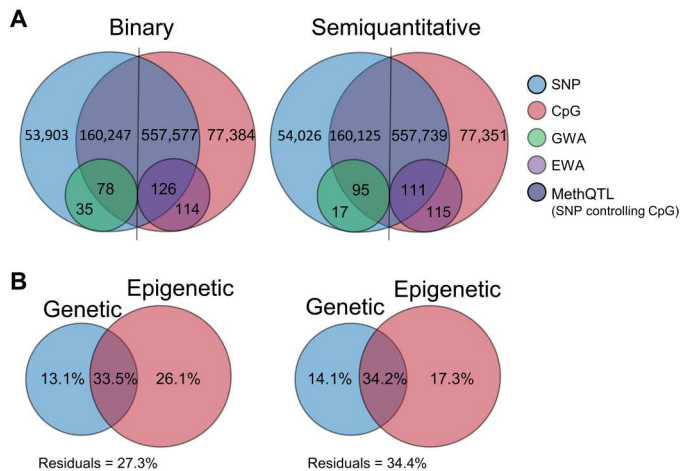 A
Binary
Semiquantitative
53,903
160,247
557,577
77,384
78
126
35
114
54,026
160,125
557,739
77,351
95
111
17
115
SNP
CpG
GWA
EWA
MethQTL
(SNP controlling CpG)
B
Genetic
Epigenetic
13.1%
33.5%
26.1%
Residuals = 27.3%
Genetic
Epigenetic
14.1%
34.2%
17.3%
Residuals = 34.4%